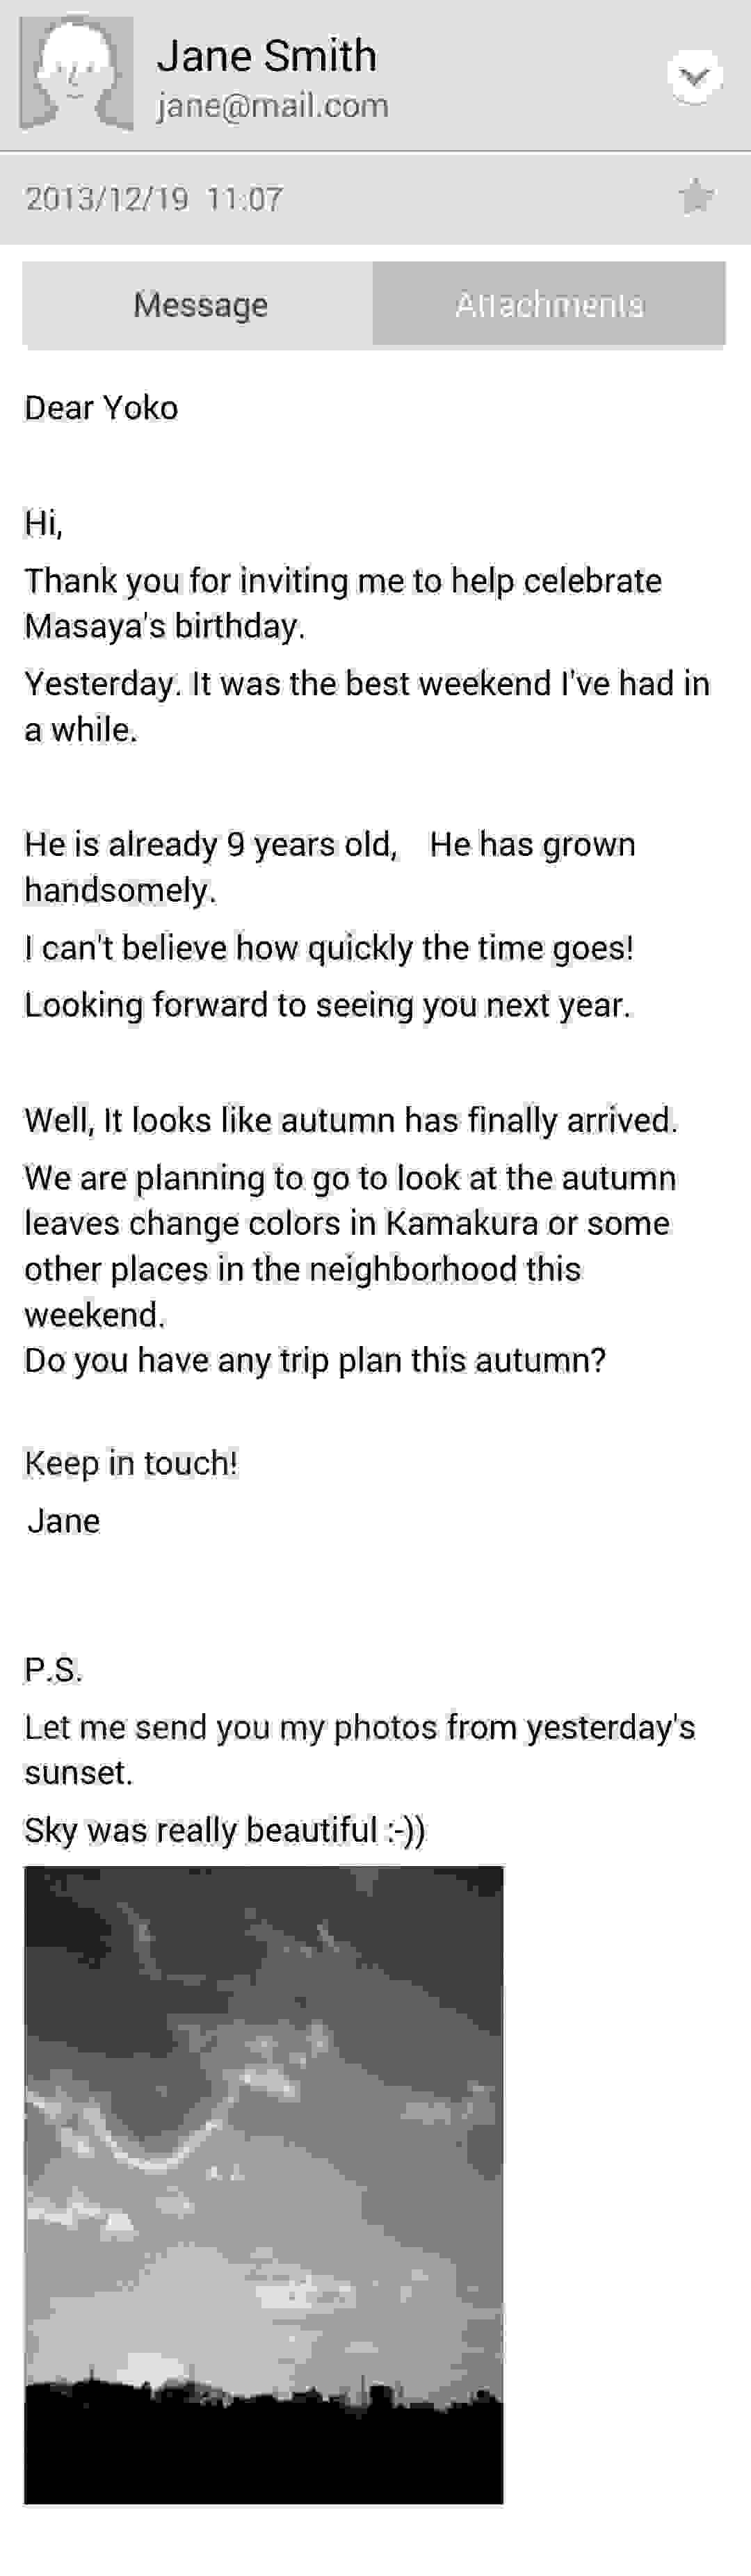 Jane Smith
jane@mail.com
2013/12/19 11:07
Message
Attachments
Dear Yoko
Hi,
Thank you for inviting me to help celebrate
Masaya's birthday.
Yesterday. It was the best weekend I've had in
a while.
He is already 9 years old, He has grown
handsomely.
I can't believe how quickly the time goes!
Looking forward to seeing you next year.
Well, It looks like autumn has finally arrived.
We are planning to go to look at the autumn
leaves change colors in Kamakura or some
other places in the neighborhood this
weekend.
Do you have any trip plan this autumn?
Keep in touch!
Jane
P.S.
Let me send you my photos from yesterday's
sunset.
Sky was really beautiful :-))